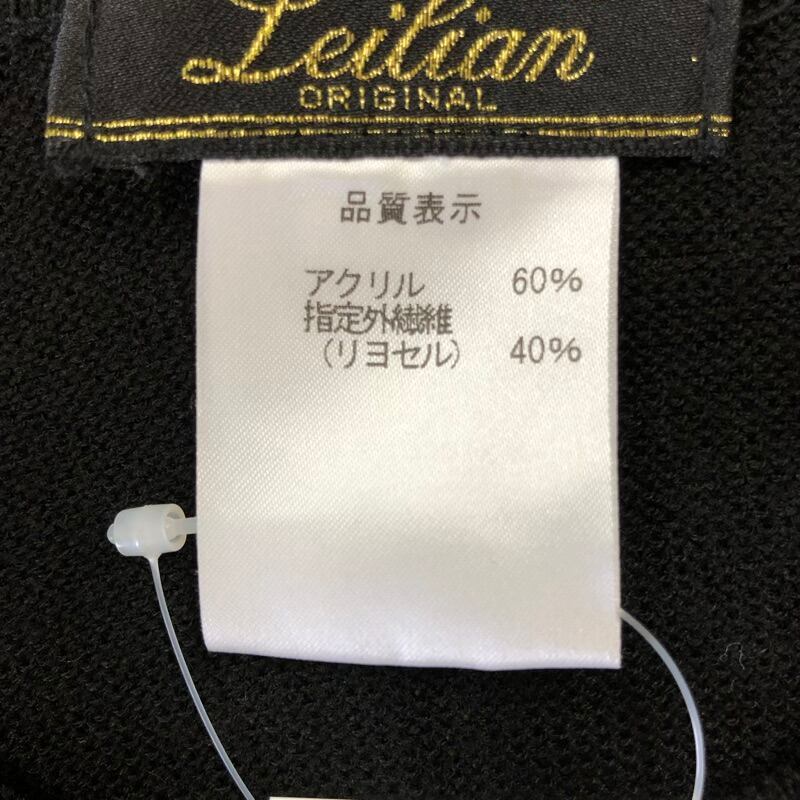 Leilian
ORIGINAL
品質表示
アクリル 60%
指定外繊維
（リヨセル） 40%